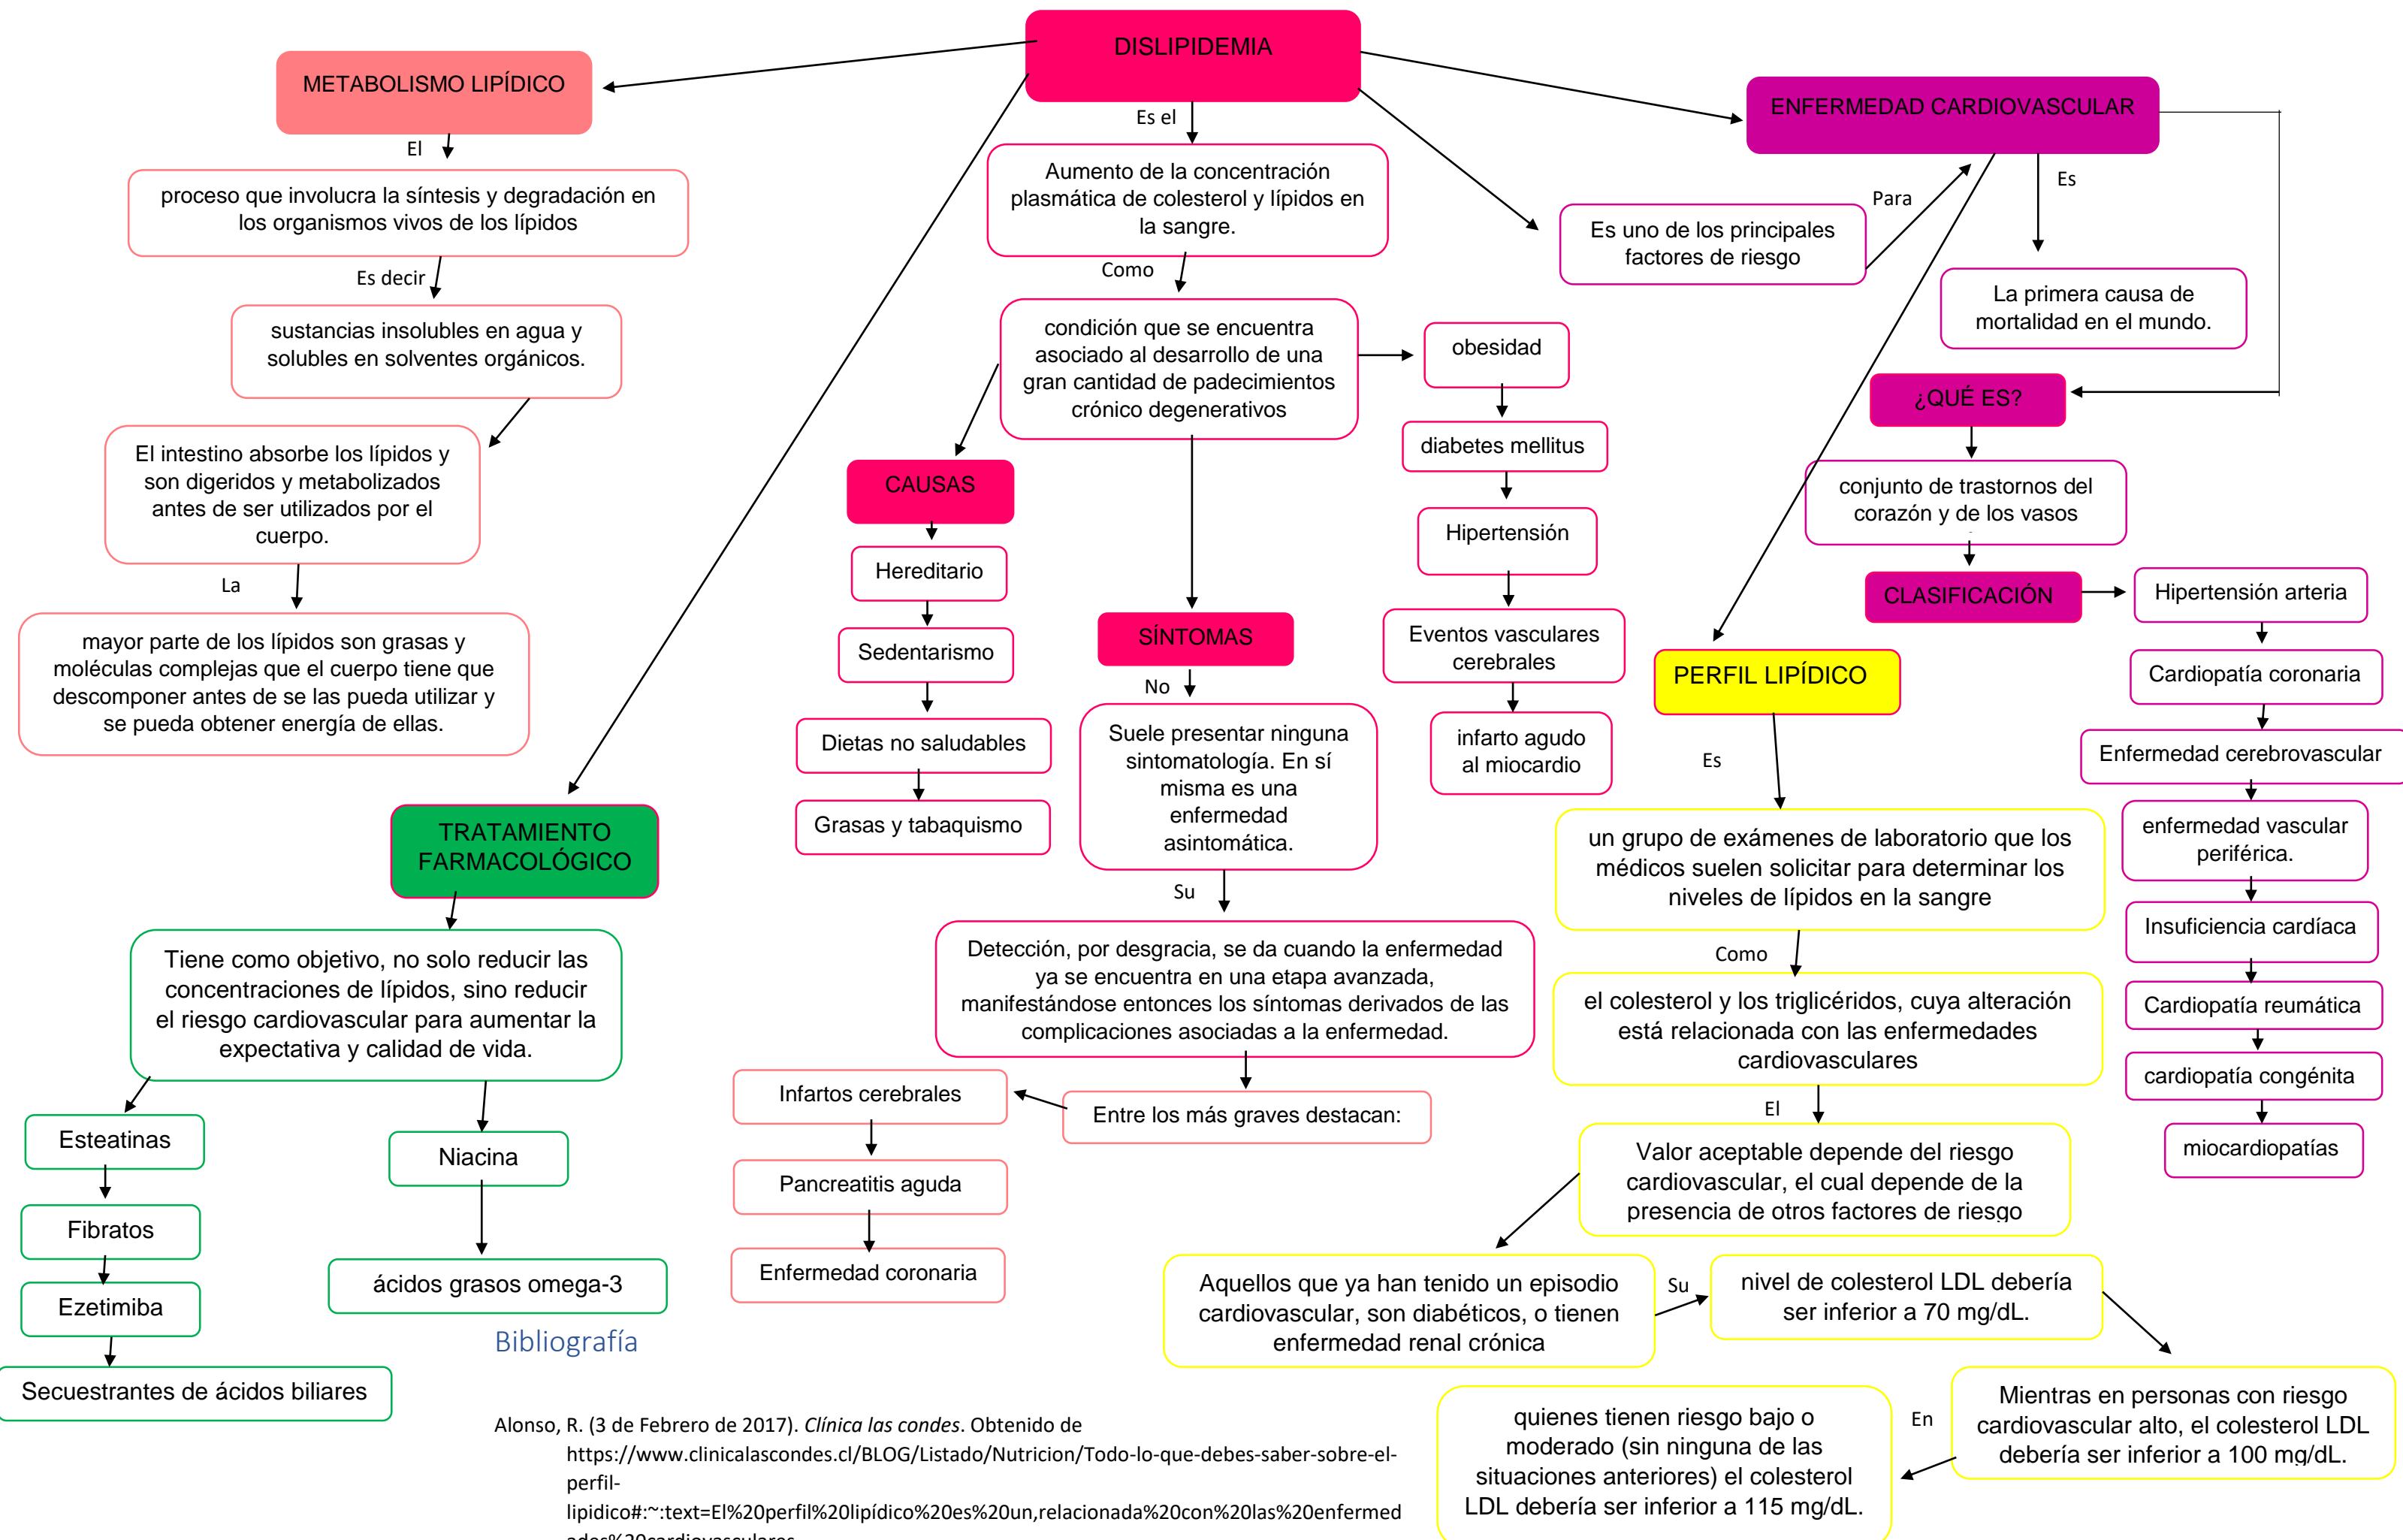 DISLIPIDEMIA
METABOLISMO LIPÍDICO
El
proceso que involucra la síntesis y degradación en
los organismos vivos de los lípidos
Es decir
sustancias insolubles en agua y
solubles en solventes orgánicos.
El intestino absorbe los lípidos y
son digeridos y metabolizados
antes de ser utilizados por el
cuerpo.
La
mayor parte de los lípidos son grasas y
moléculas complejas que el cuerpo tiene que
descomponer antes de se las pueda utilizar y
se pueda obtener energía de ellas.
TRATAMIENTO
FARMACOLÓGICO
Tiene como objetivo, no solo reducir las
concentraciones de lípidos, sino reducir
el riesgo cardiovascular para aumentar la
expectativa y calidad de vida.
Esteatinas
Fibratos
Ezetimiba
Secuestrantes de ácidos biliares
Niacina
ácidos grasos omega-3
Es el
Aumento de la concentración
plasmática de colesterol y lípidos en
la sangre.
Como
condición que se encuentra
asociado al desarrollo de una
gran cantidad de padecimientos
crónico degenerativos
CAUSAS
Hereditario
Sedentarismo
Dietas no saludables
Grasas y tabaquismo
SÍNTOMAS
No
Suele presentar ninguna
sintomatología. En sí
misma es una
enfermedad
asintomática.
Su
Detección, por desgracia, se da cuando la enfermedad
ya se encuentra en una etapa avanzada,
manifestándose entonces los síntomas derivados de las
complicaciones asociadas a la enfermedad.
Entre los más graves destacan:
Infartos cerebrales
Pancreatitis aguda
Enfermedad coronaria
obesidad
diabetes mellitus
Hipertensión
Eventos vasculares
cerebrales
infarto agudo
al miocardio
Es uno de los principales
factores de riesgo
Para
ENFERMEDAD CARDIOVASCULAR
Es
La primera causa de
mortalidad en el mundo.
¿QUÉ ES?
conjunto de trastornos del
corazón y de los vasos
CLASIFICACIÓN
Hipertensión arteria
Cardiopatía coronaria
Enfermedad cerebrovascular
enfermedad vascular
periférica.
Insuficiencia cardíaca
Cardiopatía reumática
cardiopatía congénita
miocardiopatías
PERFIL LIPÍDICO
Es
un grupo de exámenes de laboratorio que los
médicos suelen solicitar para determinar los
niveles de lípidos en la sangre
Como
el colesterol y los triglicéridos, cuya alteración
está relacionada con las enfermedades
cardiovasculares
El
Valor aceptable depende del riesgo
cardiovascular, el cual depende de la
presencia de otros factores de riesgo
Aquellos que ya han tenido un episodio
cardiovascular, son diabéticos, o tienen
enfermedad renal crónica
Su
nivel de colesterol LDL debería
ser inferior a 70 mg/dL.
Mientras en personas con riesgo
cardiovascular alto, el colesterol LDL
debería ser inferior a 100 mg/dL.
En
quienes tienen riesgo bajo o
moderado (sin ninguna de las
situaciones anteriores) el colesterol
LDL debería ser inferior a 115 mg/dL.
Bibliografía
Alonso, R. (3 de Febrero de 2017). Clínica las condes. Obtenido de
https://www.clinicalascondes.cl/BLOG/Listado/Nutricion/Todo-lo-que-debes-saber-sobre-el-
perfil-
lipidico#:~:text=El%20perfil%20lipídico%20es%20un,relacionada%20con%20las%20enfermed
ades%20cardiovasculares